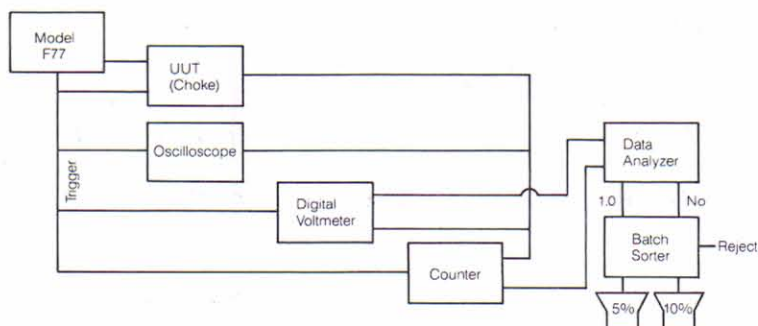 Model
F77
UUT
(Choke)
Oscilloscope
Trigger
Digital
Voltmeter
Counter
Data
Analyzer
1.0
No
Batch
Sorter
Reject
5%
10%